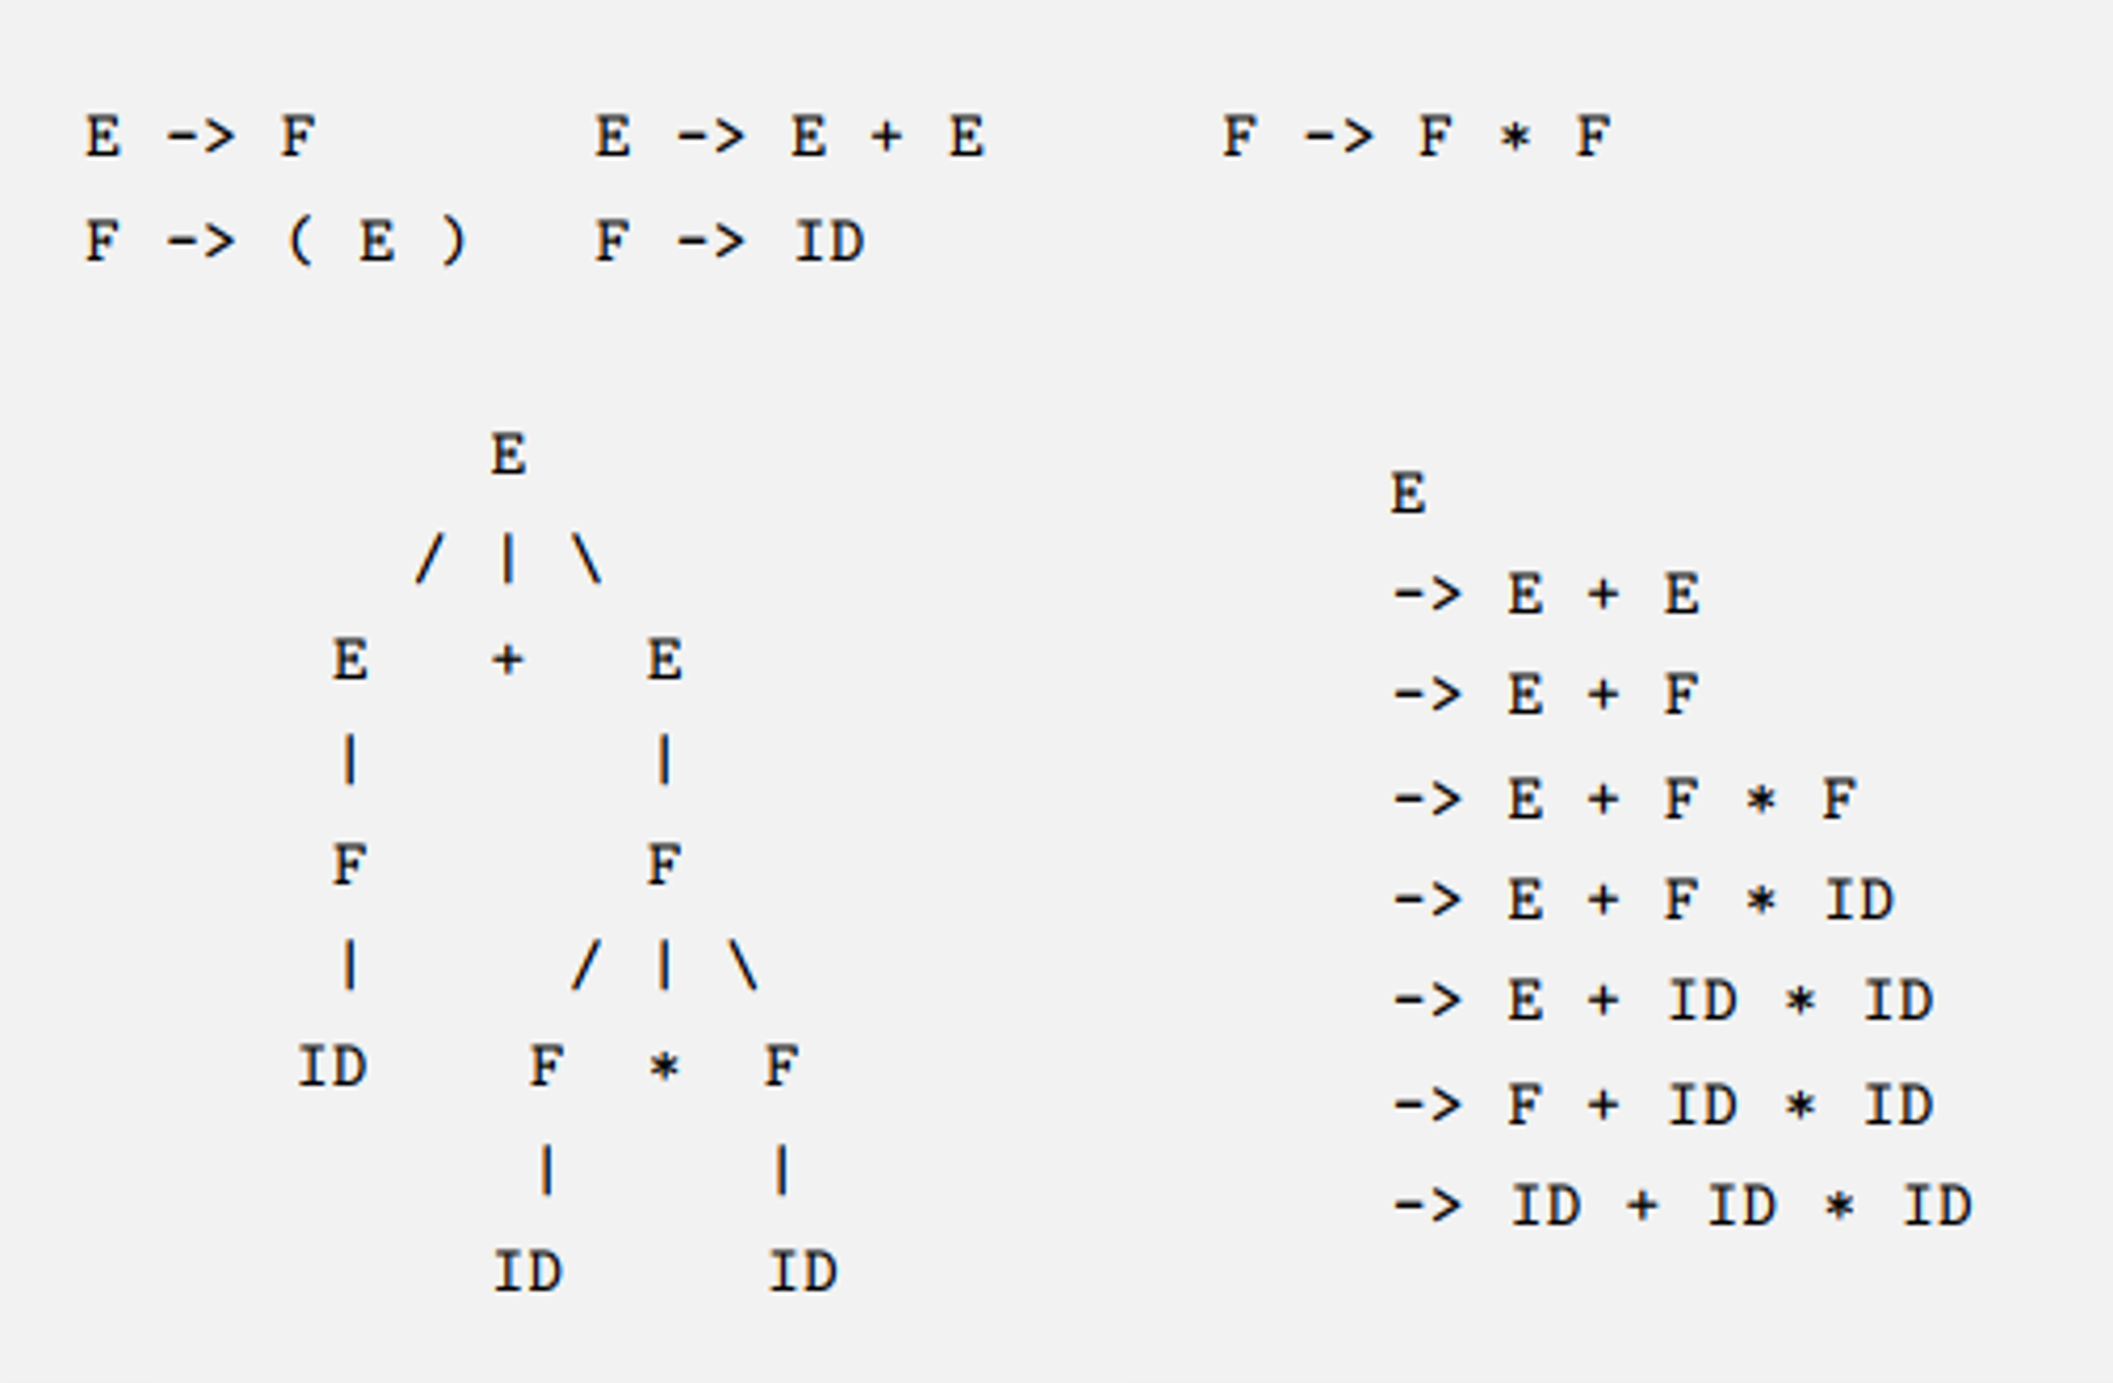 E -> F E -> E + E F -> F * F
F -> ( E ) F -> ID
E
/ | \
E + E
| |
F F
| / | \
ID F * F
| |
ID ID
E
-> E + E
-> E + F
-> E + F * F
-> E + F * ID
-> E + ID * ID
-> F + ID * ID
-> ID + ID * ID